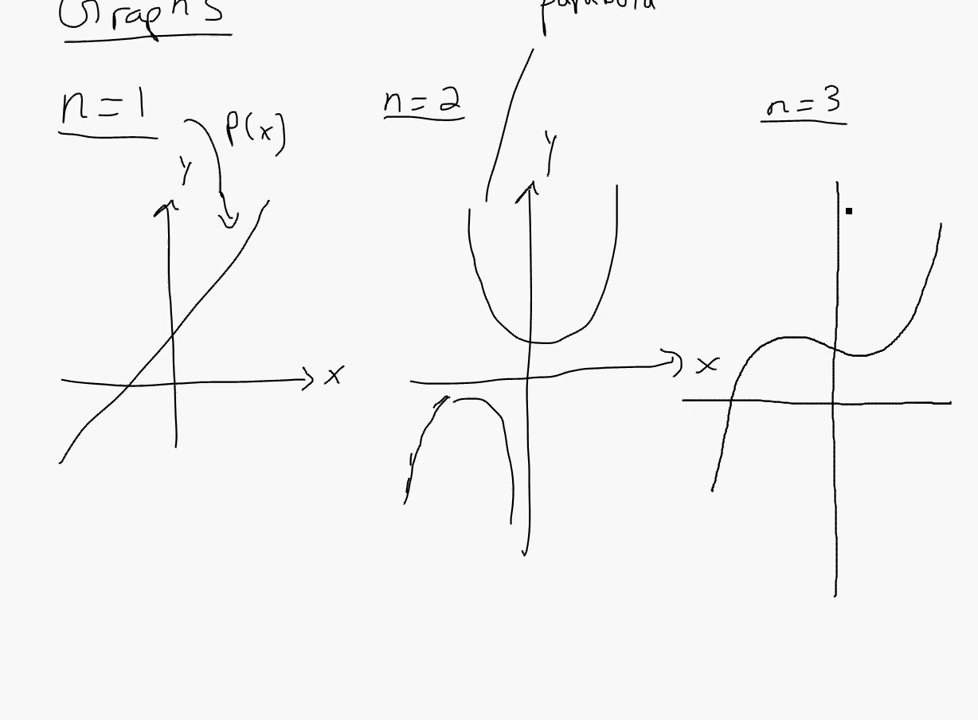 Graphs
parabola
n=1
n=2
n=3
P(x)
y
y
x
x